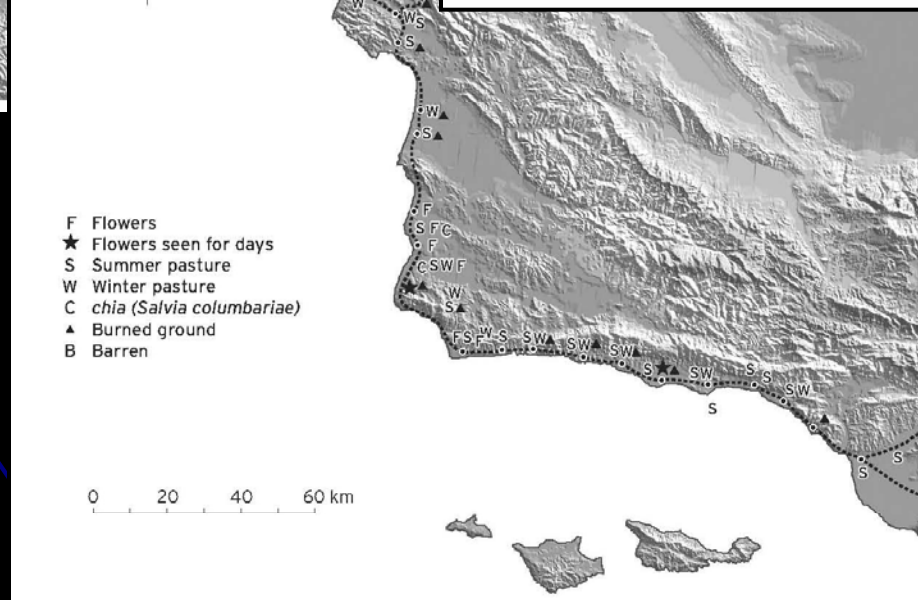 W
W
S
S
W
S
F
S F C
F
C S W F
W
S
F S F W S
S W
S W
S W
S
S W
S
S
S W
S
S
S
F Flowers
★ Flowers seen for days
S Summer pasture
W Winter pasture
C chia (Salvia columbariae)
▲ Burned ground
B Barren
0 20 40 60 km